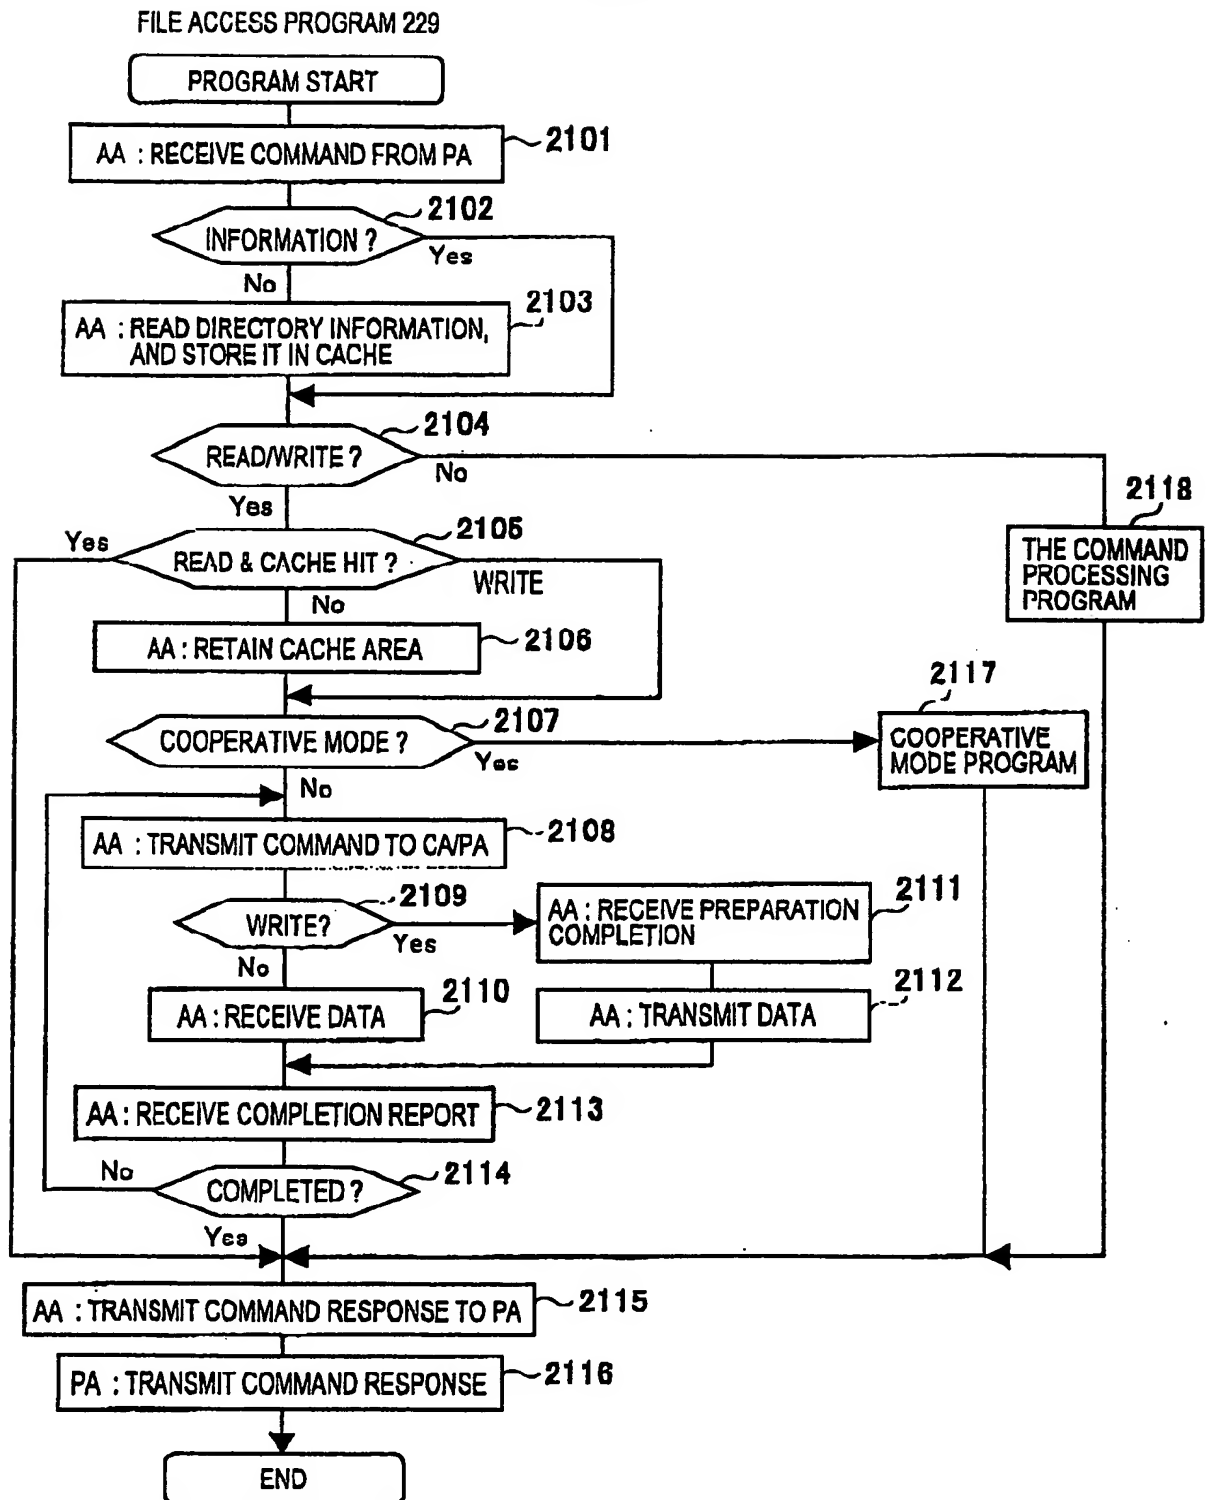 FILE ACCESS PROGRAM 229
PROGRAM START
AA : RECEIVE COMMAND FROM PA
2101
INFORMATION ?
2102
Yes
No
2103
AA : READ DIRECTORY INFORMATION,
AND STORE IT IN CACHE
READ/WRITE ?
2104
No
Yes
2118
THE COMMAND
PROCESSING
PROGRAM
Yes
READ & CACHE HIT ?
2105
WRITE
No
AA : RETAIN CACHE AREA
2106
COOPERATIVE MODE ?
2107
Yes
No
2117
COOPERATIVE
MODE PROGRAM
AA : TRANSMIT COMMAND TO CA/PA
2108
WRITE?
2109
Yes
No
AA : RECEIVE PREPARATION
COMPLETION
2111
AA : RECEIVE DATA
2110
AA : TRANSMIT DATA
2112
AA : RECEIVE COMPLETION REPORT
2113
No
COMPLETED ?
2114
Yes
AA : TRANSMIT COMMAND RESPONSE TO PA
2115
PA : TRANSMIT COMMAND RESPONSE
2116
END